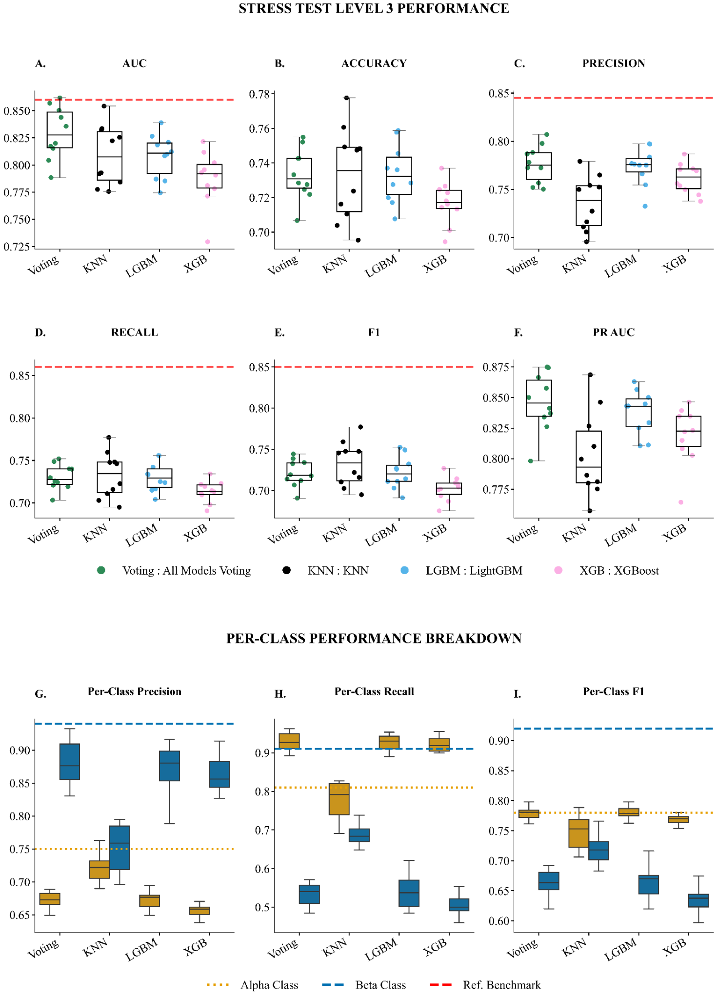 STRESS TEST LEVEL 3 PERFORMANCE
A. AUC
0.850
0.825
0.800
0.775
0.750
0.725
Voting KNN LGBM XGB
B. ACCURACY
0.78
0.76
0.74
0.72
0.70
Voting KNN LGBM XGB
C. PRECISION
0.85
0.80
0.75
0.70
Voting KNN LGBM XGB
D. RECALL
0.85
0.80
0.75
0.70
Voting KNN LGBM XGB
E. F1
0.85
0.80
0.75
0.70
Voting KNN LGBM XGB
F. PR AUC
0.875
0.850
0.825
0.800
0.775
Voting KNN LGBM XGB
Voting : All Models Voting KNN : KNN LGBM : LightGBM XGB : XGBoost
PER-CLASS PERFORMANCE BREAKDOWN
G. Per-Class Precision
0.90
0.85
0.80
0.75
0.70
0.65
Voting KNN LGBM XGB
H. Per-Class Recall
0.9
0.8
0.7
0.6
0.5
Voting KNN LGBM XGB
I. Per-Class F1
0.90
0.85
0.80
0.75
0.70
0.65
0.60
Voting KNN LGBM XGB
Alpha Class Beta Class Ref. Benchmark